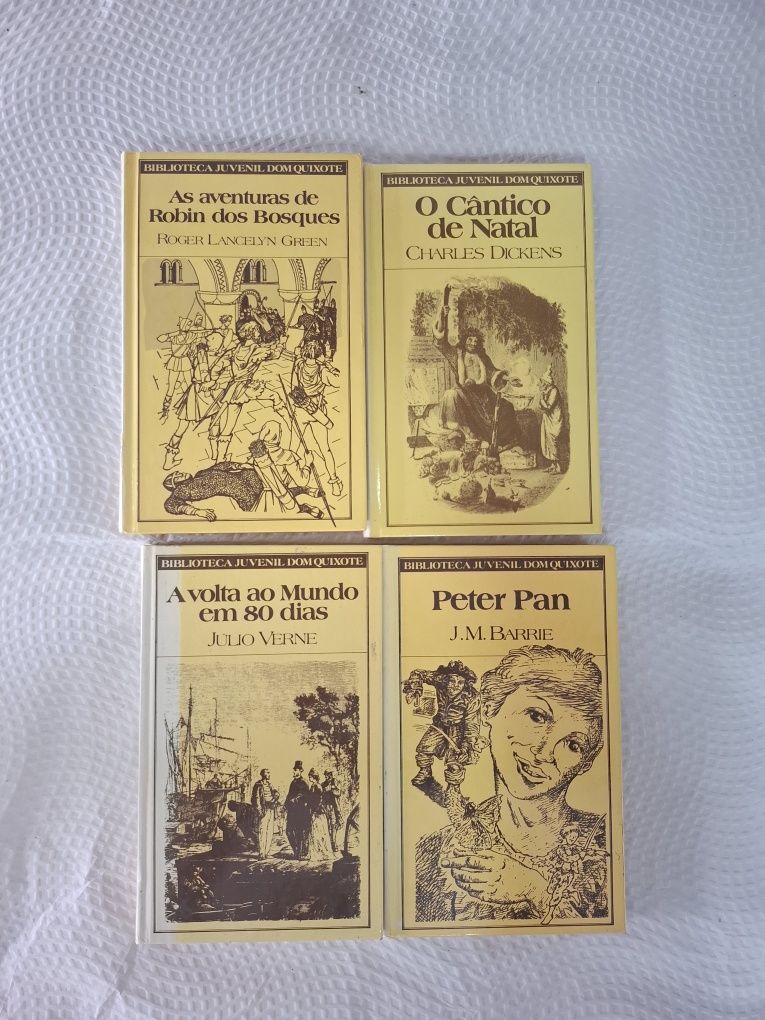 BIBLIOTECA JUVENIL DOM QUIXOTE
As aventuras de
Robin dos Bosques
ROGER LANCELYN GREEN
BIBLIOTECA JUVENIL DOM QUIXOTE
O Cântico
de Natal
CHARLES DICKENS
BIBLIOTECA JUVENIL DOM QUIXOTE
A volta ao Mundo
em 80 dias
JÚLIO VERNE
BIBLIOTECA JUVENIL DOM QUIXOTE
Peter Pan
J.M. BARRIE